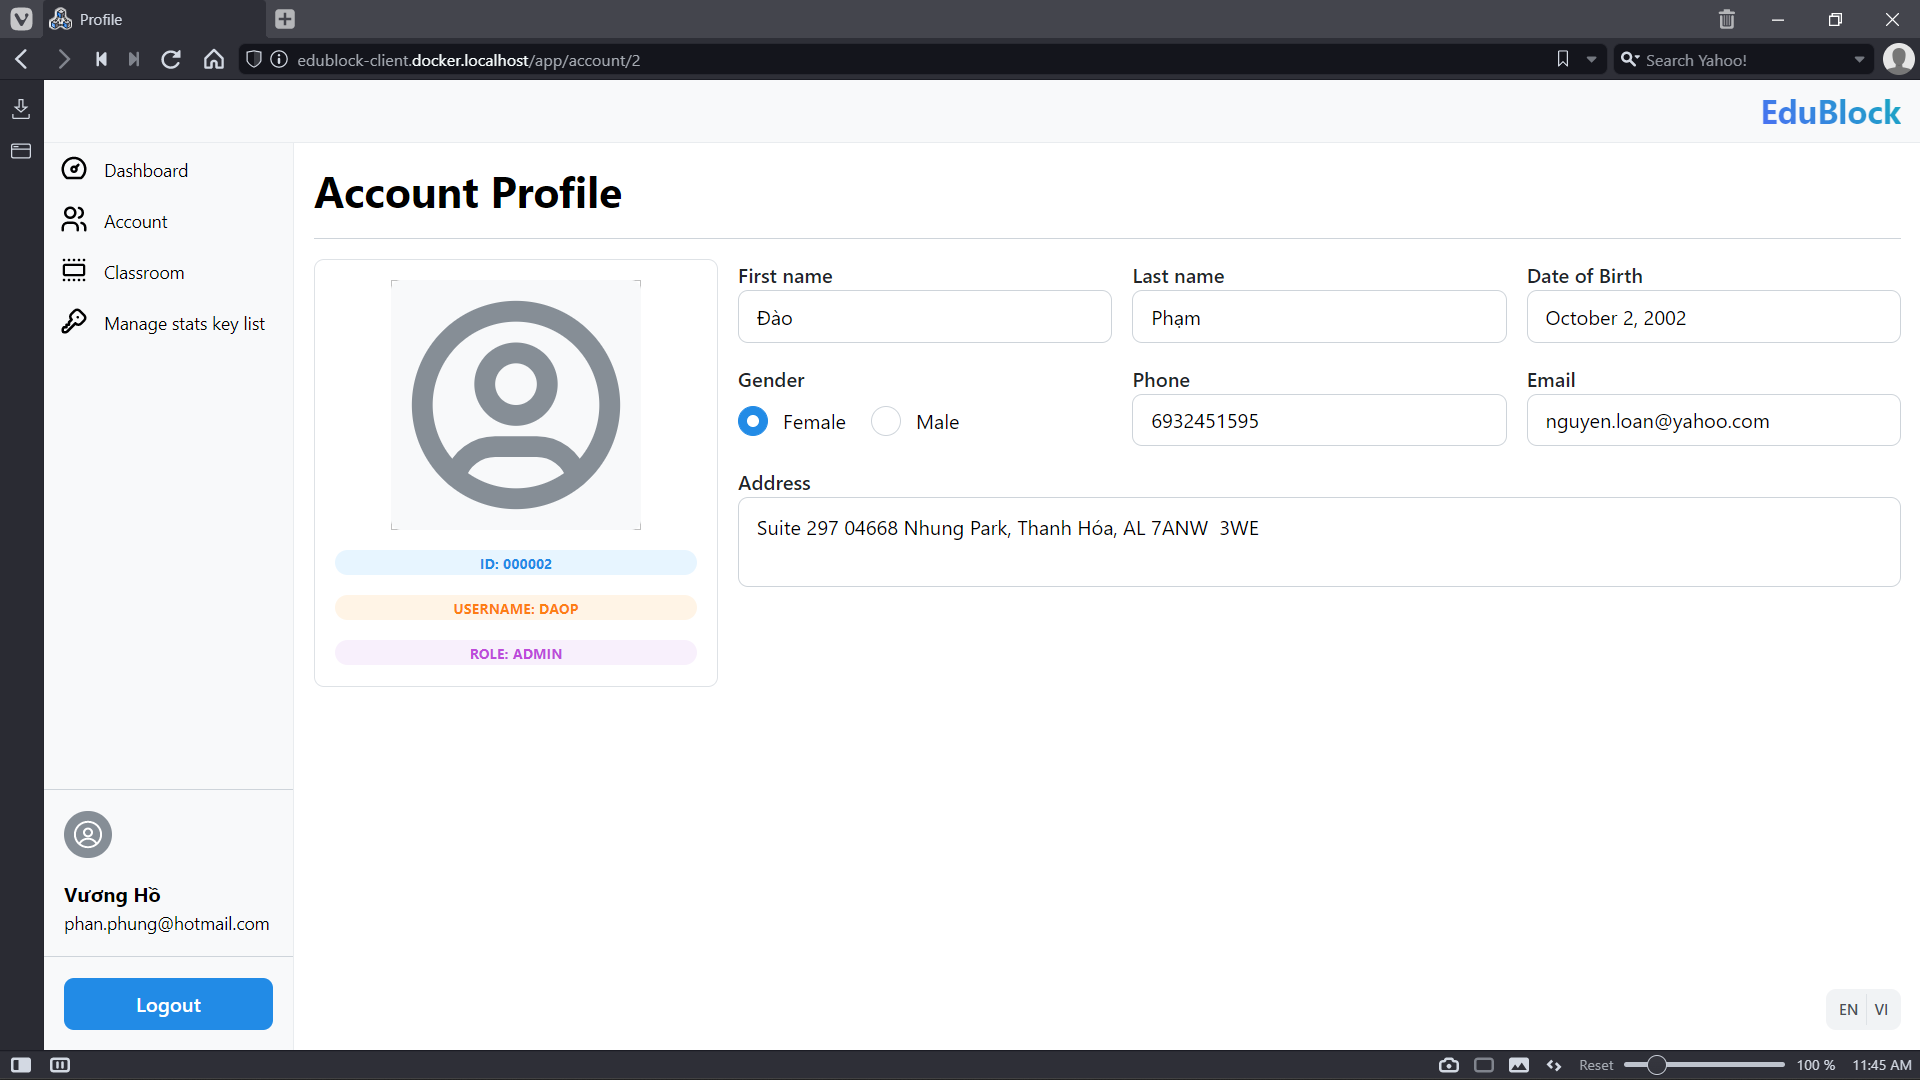 Profile
edublock-client.docker.localhost/app/account/2
Search Yahoo!
EduBlock
Dashboard
Account
Classroom
Manage stats key list
Account Profile
First name
Last name
Date of Birth
Đào
Phạm
October 2, 2002
Gender
Phone
Email
Female
Male
6932451595
nguyen.loan@yahoo.com
Address
Suite 297 04668 Nhung Park, Thanh Hóa, AL 7ANW  3WE
ID: 000002
USERNAME: DAOP
ROLE: ADMIN
Vương Hồ
phan.phung@hotmail.com
Logout
EN VI
Reset
100 %
11:45 AM